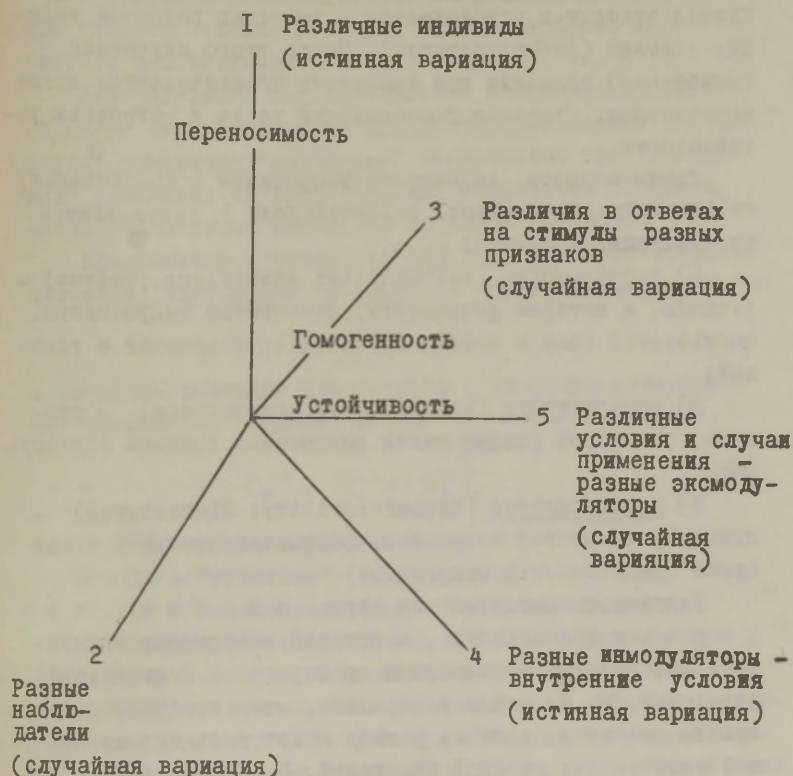 I Различные индивиды
(истинная вариация)
Переносимость
3 Различия в ответах
на стимулы разных
признаков
(случайная вариация)
Гомогенность
Устойчивость
5 Различные
условия и случаи
применения –
разные эксмоду-
ляторы
(случайная
варияция)
2
Разные
наблю-
датели
(случайная вариация)
4 Разные инмодуляторы –
внутренние условия
(истинная вариация)